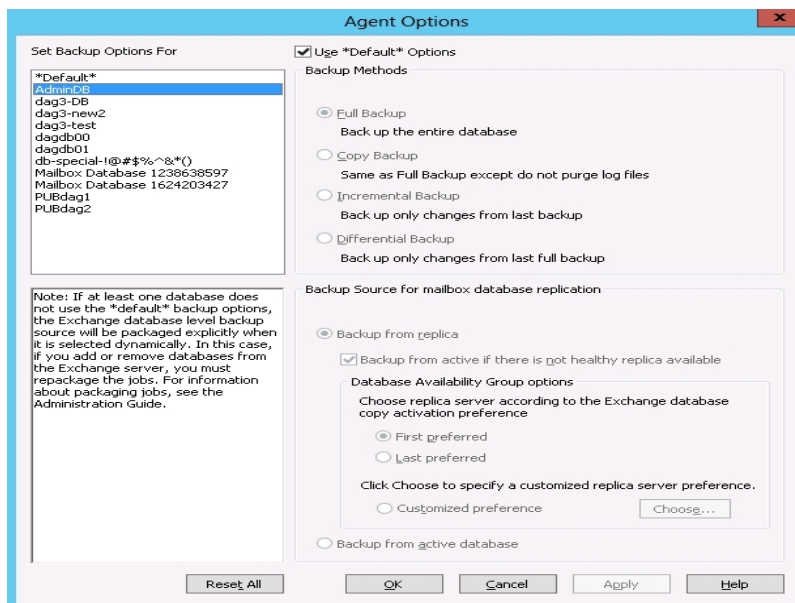 Agent Options
x
Set Backup Options For
Use *Default* Options
*Default*
AdminDB
dag3-DB
dag3-new2
dag3-test
dagdb00
dagdb01
db-special-!@#$%^&*()
Mailbox Database 1238638597
Mailbox Database 1624203427
PUBdag1
PUBdag2
Backup Methods
Full Backup
Back up the entire database
Copy Backup
Same as Full Backup except do not purge log files
Incremental Backup
Back up only changes from last backup
Differential Backup
Back up only changes from last full backup
Note: If at least one database does
not use the *default* backup options,
the Exchange database level backup
source will be packaged explicitly when
it is selected dynamically. In this case,
if you add or remove databases from
the Exchange server, you must
repackage the jobs. For information
about packaging jobs, see the
Administration Guide.
Backup Source for mailbox database replication
Backup from replica
Backup from active if there is not healthy replica available
Database Availability Group options
Choose replica server according to the Exchange database
copy activation preference
First preferred
Last preferred
Click Choose to specify a customized replica server preference.
Customized preference
Choose...
Backup from active database
Reset All
OK
Cancel
Apply
Help